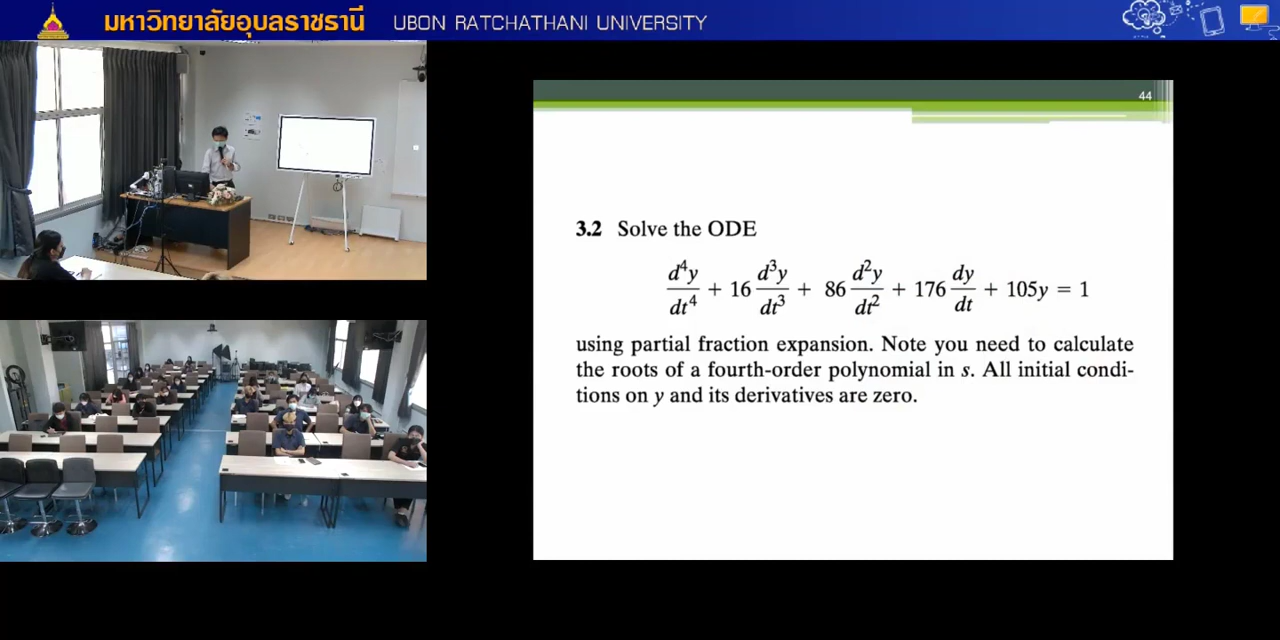 มหาวิทยาลัยอุบลราชธานี UBON RATCHATHANI UNIVERSITY
44
3.2 Solve the ODE
d⁴y/dt⁴ + 16 d³y/dt³ + 86 d²y/dt² + 176 dy/dt + 105y = 1
using partial fraction expansion. Note you need to calculate
the roots of a fourth-order polynomial in s. All initial condi-
tions on y and its derivatives are zero.